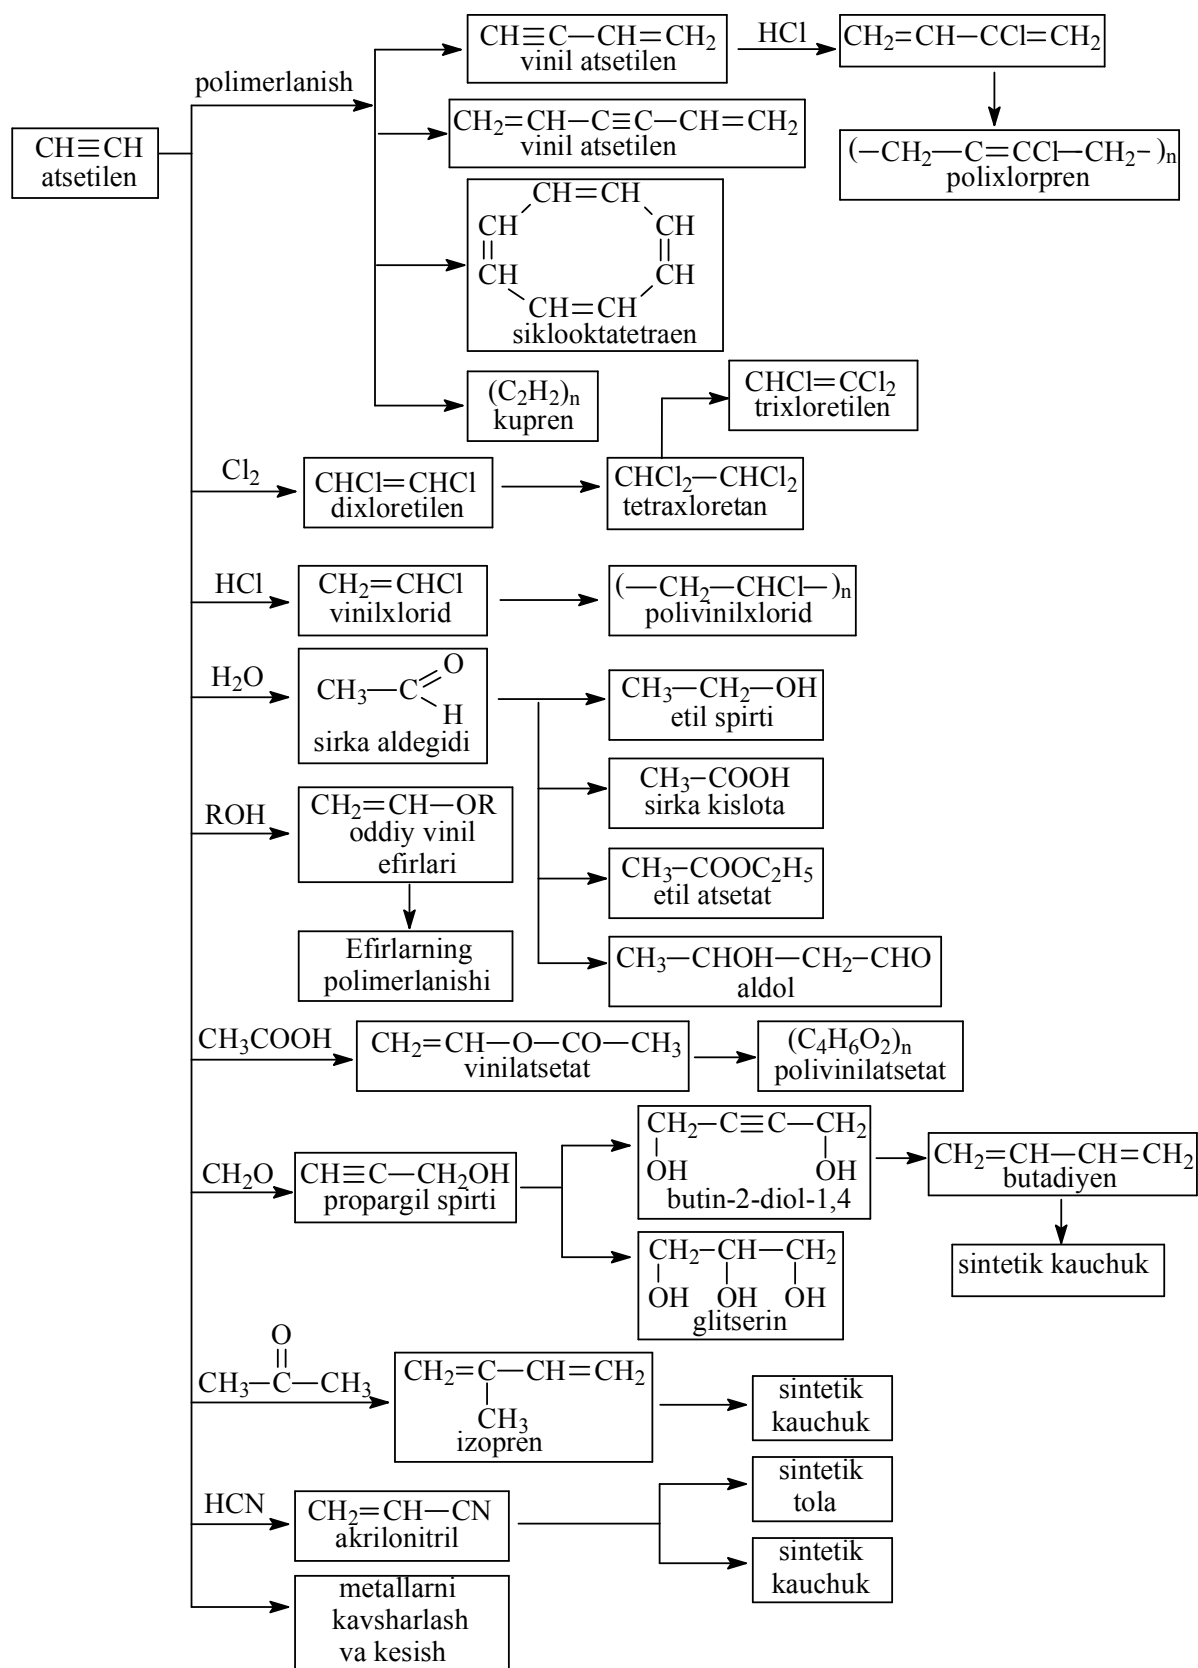 CH≡CH
atsetilen
polimerlanish
CH≡C—CH=CH₂
vinil atsetilen
HCl
CH₂=CH—CCl=CH₂
(—CH₂—C=CCl—CH₂-)n
polixlorpren
CH₂=CH—C≡C—CH=CH₂
vinil atsetilen
CH=CH
CH CH
CH CH
CH=CH
siklooktatetraen
(C₂H₂)n
kupren
Cl₂
CHCl=CHCl
dixloretilen
CHCl₂—CHCl₂
tetraxloretan
CHCl=CCl₂
trixloretilen
HCl
CH₂=CHCl
vinilxlorid
(—CH₂—CHCl—)n
polivinilxlorid
H₂O
O
CH₃—C
H
sirka aldegidi
CH₃—CH₂—OH
etil spirti
CH₃—COOH
sirka kislota
CH₃—COOC₂H₅
etil atsetat
CH₃—CHOH—CH₂—CHO
aldol
ROH
CH₂=CH—OR
oddiy vinil
efirlari
Efirlarning
polimerlanishi
CH₃COOH
CH₂=CH—O—CO—CH₃
vinilatsetat
(C₄H₆O₂)n
polivinilatsetat
CH₂O
CH≡C—CH₂OH
propargil spirti
CH₂—C≡C—CH₂
OH OH
butin-2-diol-1,4
CH₂=CH—CH=CH₂
butadiyen
sintetik kauchuk
CH₂—CH—CH₂
OH OH OH
glitserin
O
CH₃—C—CH₃
CH₂=C—CH=CH₂
CH₃
izopren
sintetik
kauchuk
HCN
CH₂=CH—CN
akrilonitril
sintetik
tola
sintetik
kauchuk
metallarni
kavsharlash
va kesish